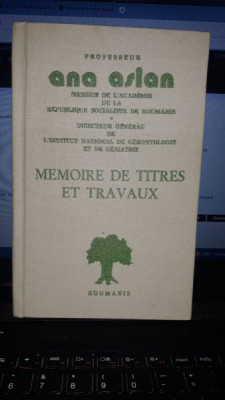 PROFESSEUR
ana aslan
MEMBRE DE L'ACADÉMIE
DE LA
RÉPUBLIQUE SOCIALISTE DE ROUMANIE
DIRECTEUR GÉNÉRAL
DE
L'INSTITUT NATIONAL DE GÉRONTOLOGIE
ET DE GÉRIATRIE
MEMOIRE DE TITRES
ET TRAVAUX
ROUMANIE